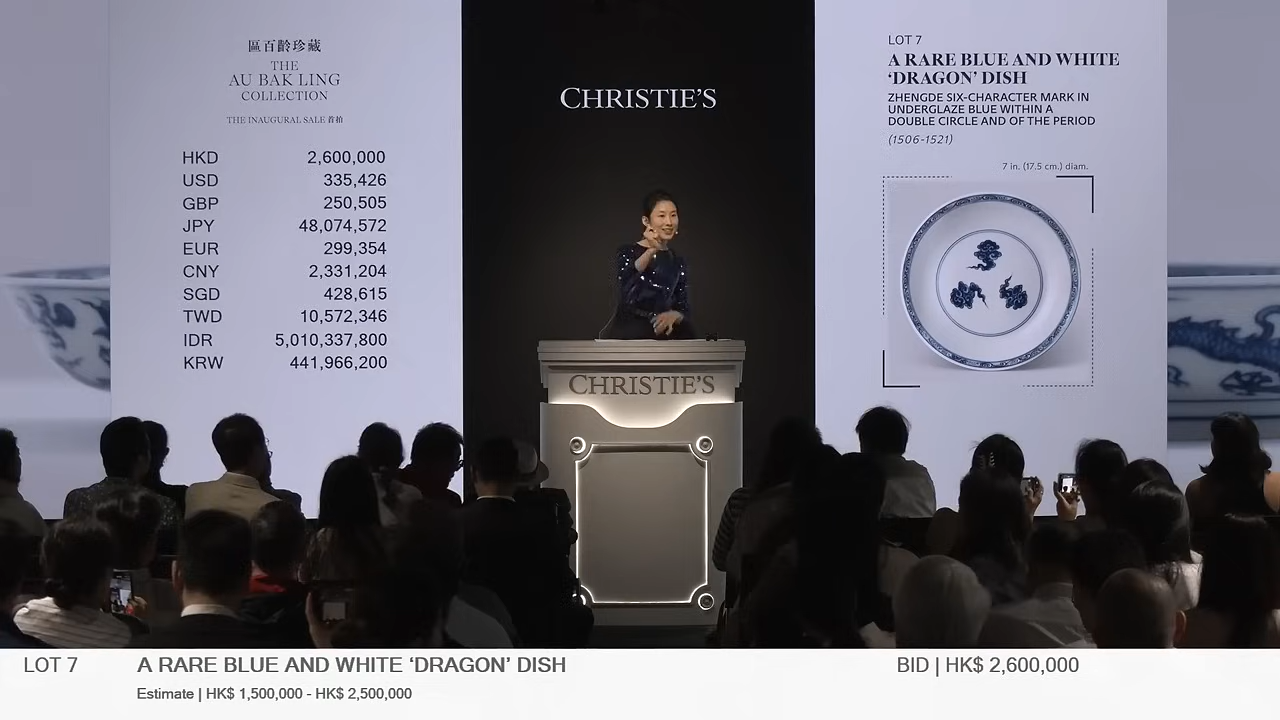 區百齡珍藏
THE
AU BAK LING
COLLECTION
THE INAUGURAL SALE 首拍
HKD 2,600,000
USD 335,426
GBP 250,505
JPY 48,074,572
EUR 299,354
CNY 2,331,204
SGD 428,615
TWD 10,572,346
IDR 5,010,337,800
KRW 441,966,200
CHRISTIE'S
CHRISTIE'S
LOT 7
A RARE BLUE AND WHITE
‘DRAGON’ DISH
ZHENGDE SIX-CHARACTER MARK IN
UNDERGLAZE BLUE WITHIN A
DOUBLE CIRCLE AND OF THE PERIOD
(1506-1521)
7 in. (17.5 cm.) diam.
LOT 7 A RARE BLUE AND WHITE ‘DRAGON’ DISH BID | HK$ 2,600,000
Estimate | HK$ 1,500,000 - HK$ 2,500,000